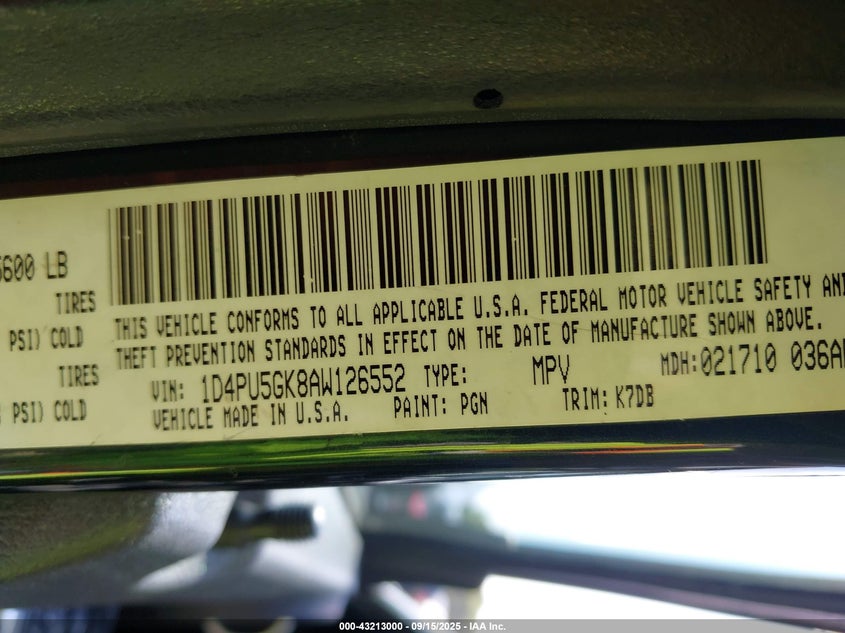 5600 LB
TIRES
PSI) COLD
TIRES
PSI) COLD
THIS VEHICLE CONFORMS TO ALL APPLICABLE U.S.A. FEDERAL MOTOR VEHICLE SAFETY AND
THEFT PREVENTION STANDARDS IN EFFECT ON THE DATE OF MANUFACTURE SHOWN ABOVE.
VIN: 1D4PU5GK8AW126552 TYPE: MPV MDH:021710 036A
VEHICLE MADE IN U.S.A. PAINT: PGN TRIM: K7DB
000-43213000 - 09/15/2025 - IAA Inc.